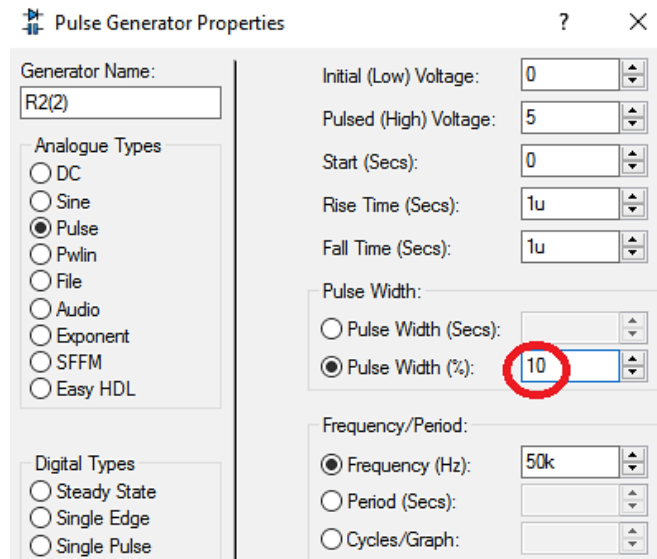 Pulse Generator Properties ? ×
Generator Name:
R2(2)
Analogue Types
DC
Sine
Pulse
Pwlin
File
Audio
Exponent
SFFM
Easy HDL
Digital Types
Steady State
Single Edge
Single Pulse
Initial (Low) Voltage: 0
Pulsed (High) Voltage: 5
Start (Secs): 0
Rise Time (Secs): 1u
Fall Time (Secs): 1u
Pulse Width:
Pulse Width (Secs):
Pulse Width (%): 10
Frequency/Period:
Frequency (Hz): 50k
Period (Secs):
Cycles/Graph: